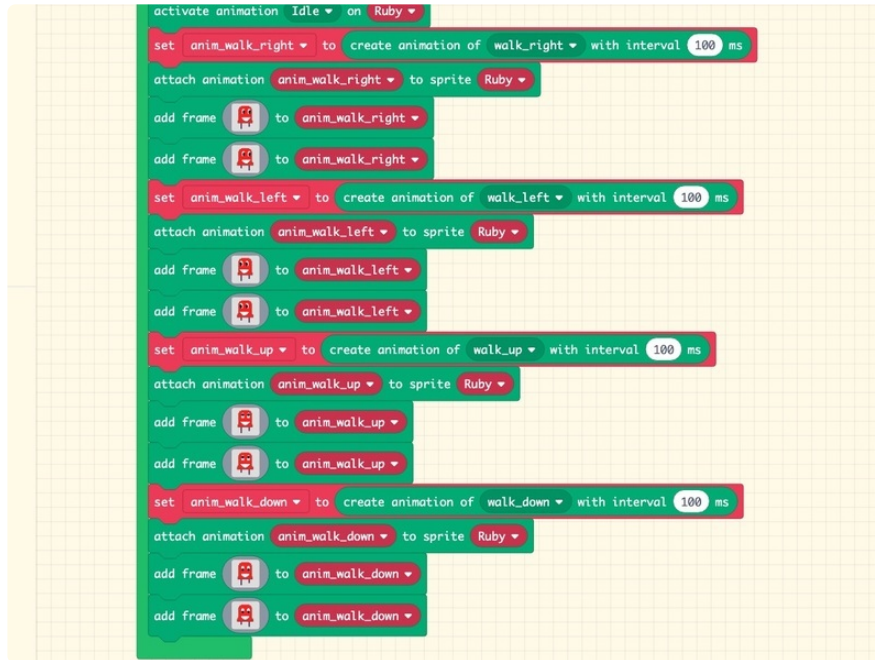 activate animation Idle on Ruby
set anim_walk_right to create animation of walk_right with interval 100 ms
attach animation anim_walk_right to sprite Ruby
add frame to anim_walk_right
add frame to anim_walk_right
set anim_walk_left to create animation of walk_left with interval 100 ms
attach animation anim_walk_left to sprite Ruby
add frame to anim_walk_left
add frame to anim_walk_left
set anim_walk_up to create animation of walk_up with interval 100 ms
attach animation anim_walk_up to sprite Ruby
add frame to anim_walk_up
add frame to anim_walk_up
set anim_walk_down to create animation of walk_down with interval 100 ms
attach animation anim_walk_down to sprite Ruby
add frame to anim_walk_down
add frame to anim_walk_down